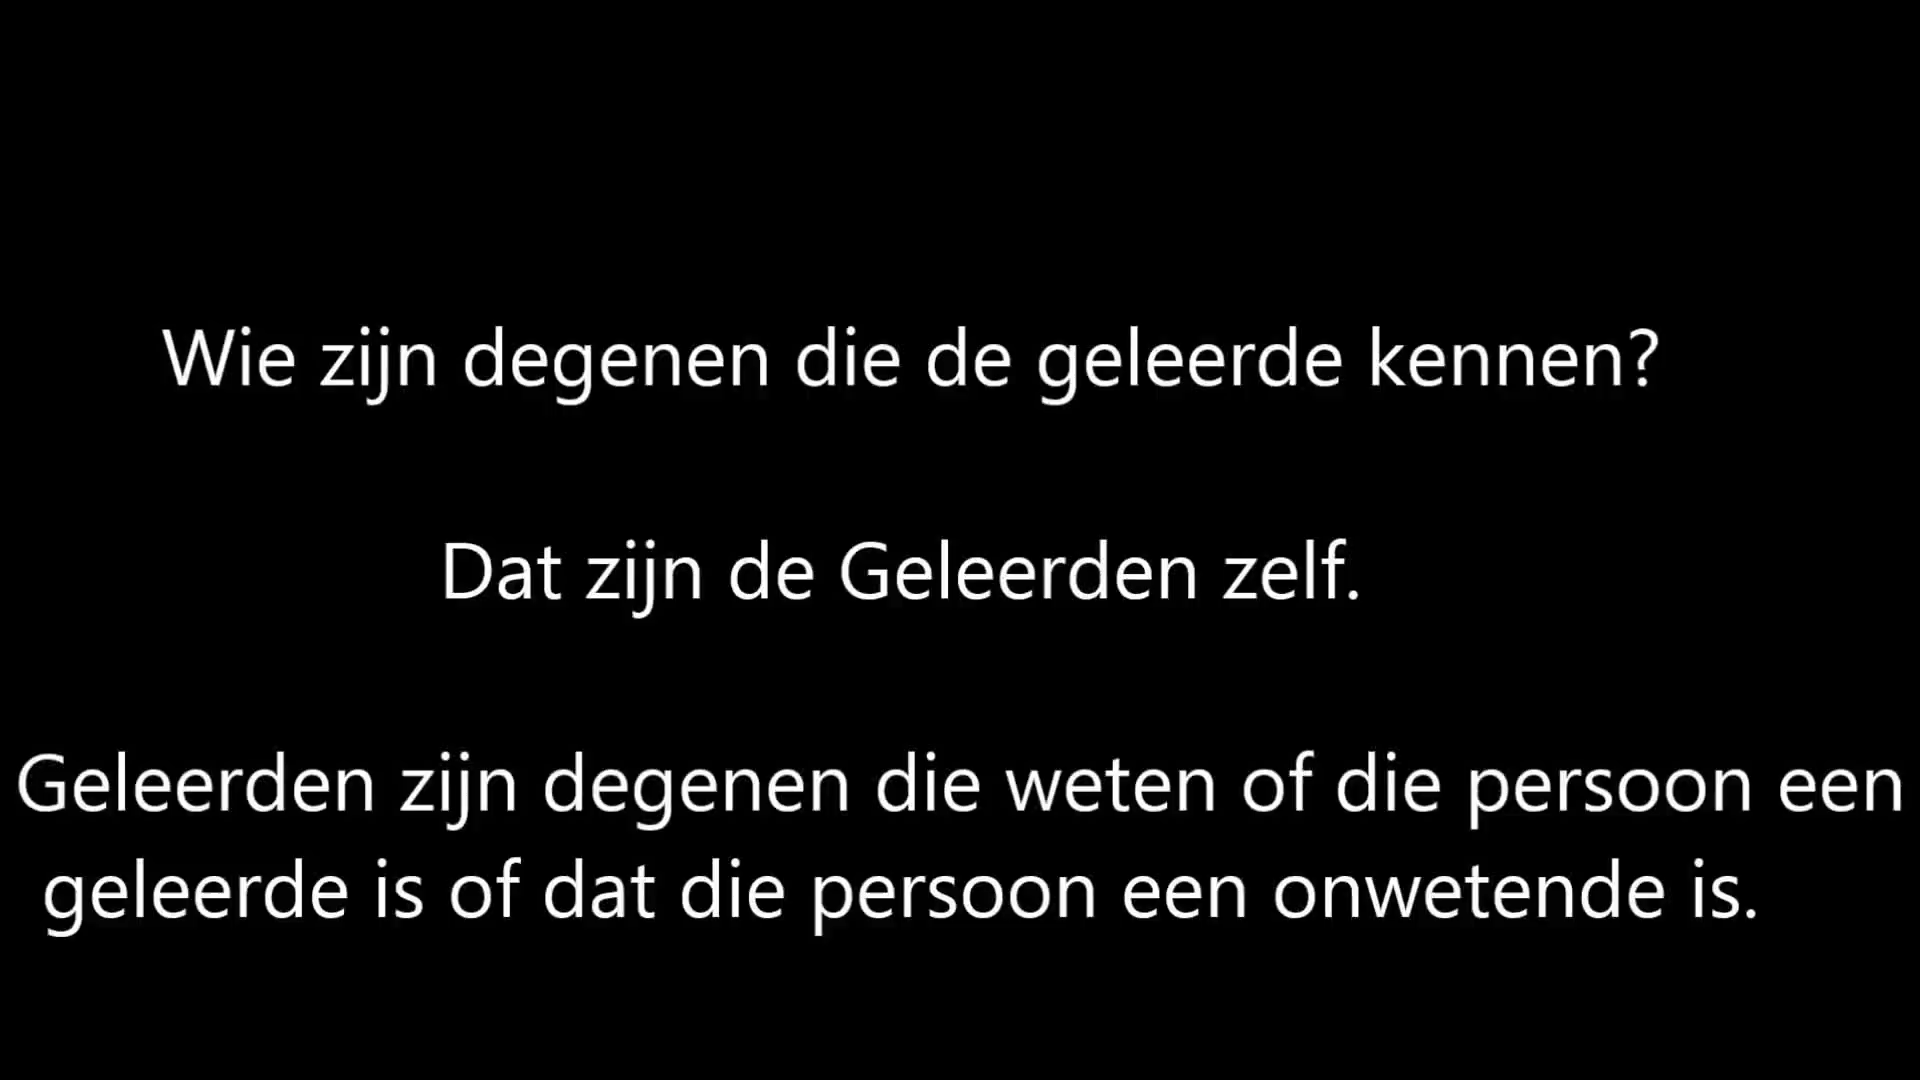 Wie zijn degenen die de geleerde kennen?
Dat zijn de Geleerden zelf.
Geleerden zijn degenen die weten of die persoon een
geleerde is of dat die persoon een onwetende is.